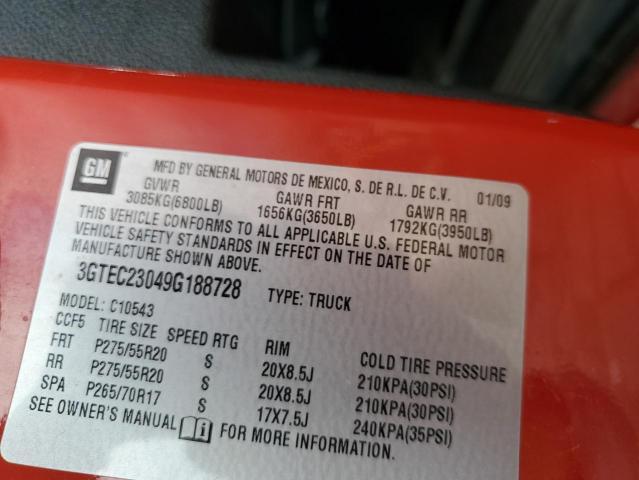 GM MFD BY GENERAL MOTORS DE MEXICO, S. DE R.L. DE C.V. 01/09
GVWR GAWR FRT GAWR RR
3085KG(6800LB) 1656KG(3650LB) 1792KG(3950LB)
THIS VEHICLE CONFORMS TO ALL APPLICABLE U.S. FEDERAL MOTOR
VEHICLE SAFETY STANDARDS IN EFFECT ON THE DATE OF
MANUFACTURE SHOWN ABOVE.
3GTEC23049G188728 TYPE: TRUCK
MODEL: C10543
CCF5 TIRE SIZE SPEED RTG RIM COLD TIRE PRESSURE
FRT P275/55R20 S 20X8.5J 210KPA(30PSI)
RR P275/55R20 S 20X8.5J 210KPA(30PSI)
SPA P265/70R17 S 17X7.5J 240KPA(35PSI)
SEE OWNER'S MANUAL FOR MORE INFORMATION.